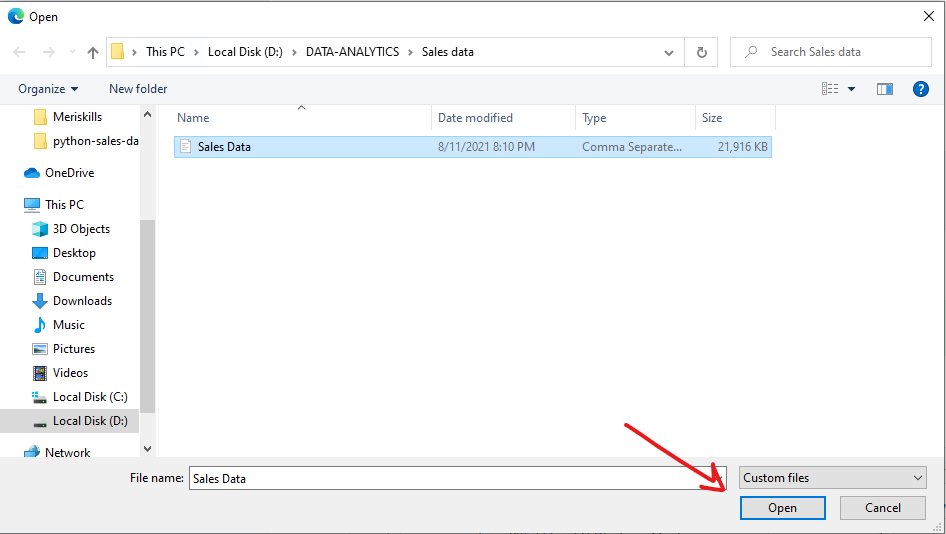 Open
This PC > Local Disk (D:) > DATA-ANALYTICS > Sales data
Search Sales data
Organize New folder
Name Date modified Type Size
Sales Data 8/11/2021 8:10 PM Comma Separate... 21,916 KB
Meriskills
python-sales-da
OneDrive
This PC
3D Objects
Desktop
Documents
Downloads
Music
Pictures
Videos
Local Disk (C:)
Local Disk (D:)
Network
File name: Sales Data Custom files
Open Cancel